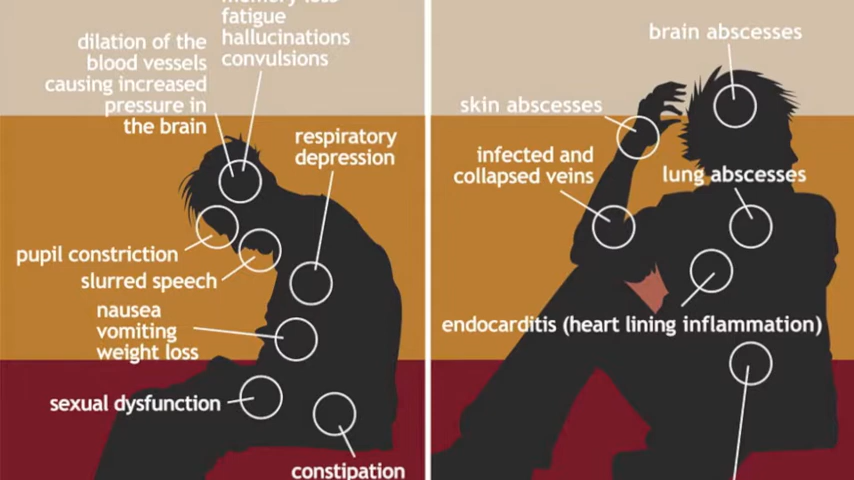 memory loss
fatigue
hallucinations
convulsions
dilation of the
blood vessels
causing increased
pressure in
the brain
respiratory
depression
pupil constriction
slurred speech
nausea
vomiting
weight loss
sexual dysfunction
constipation
brain abscesses
skin abscesses
infected and
collapsed veins
lung abscesses
endocarditis (heart lining inflammation)